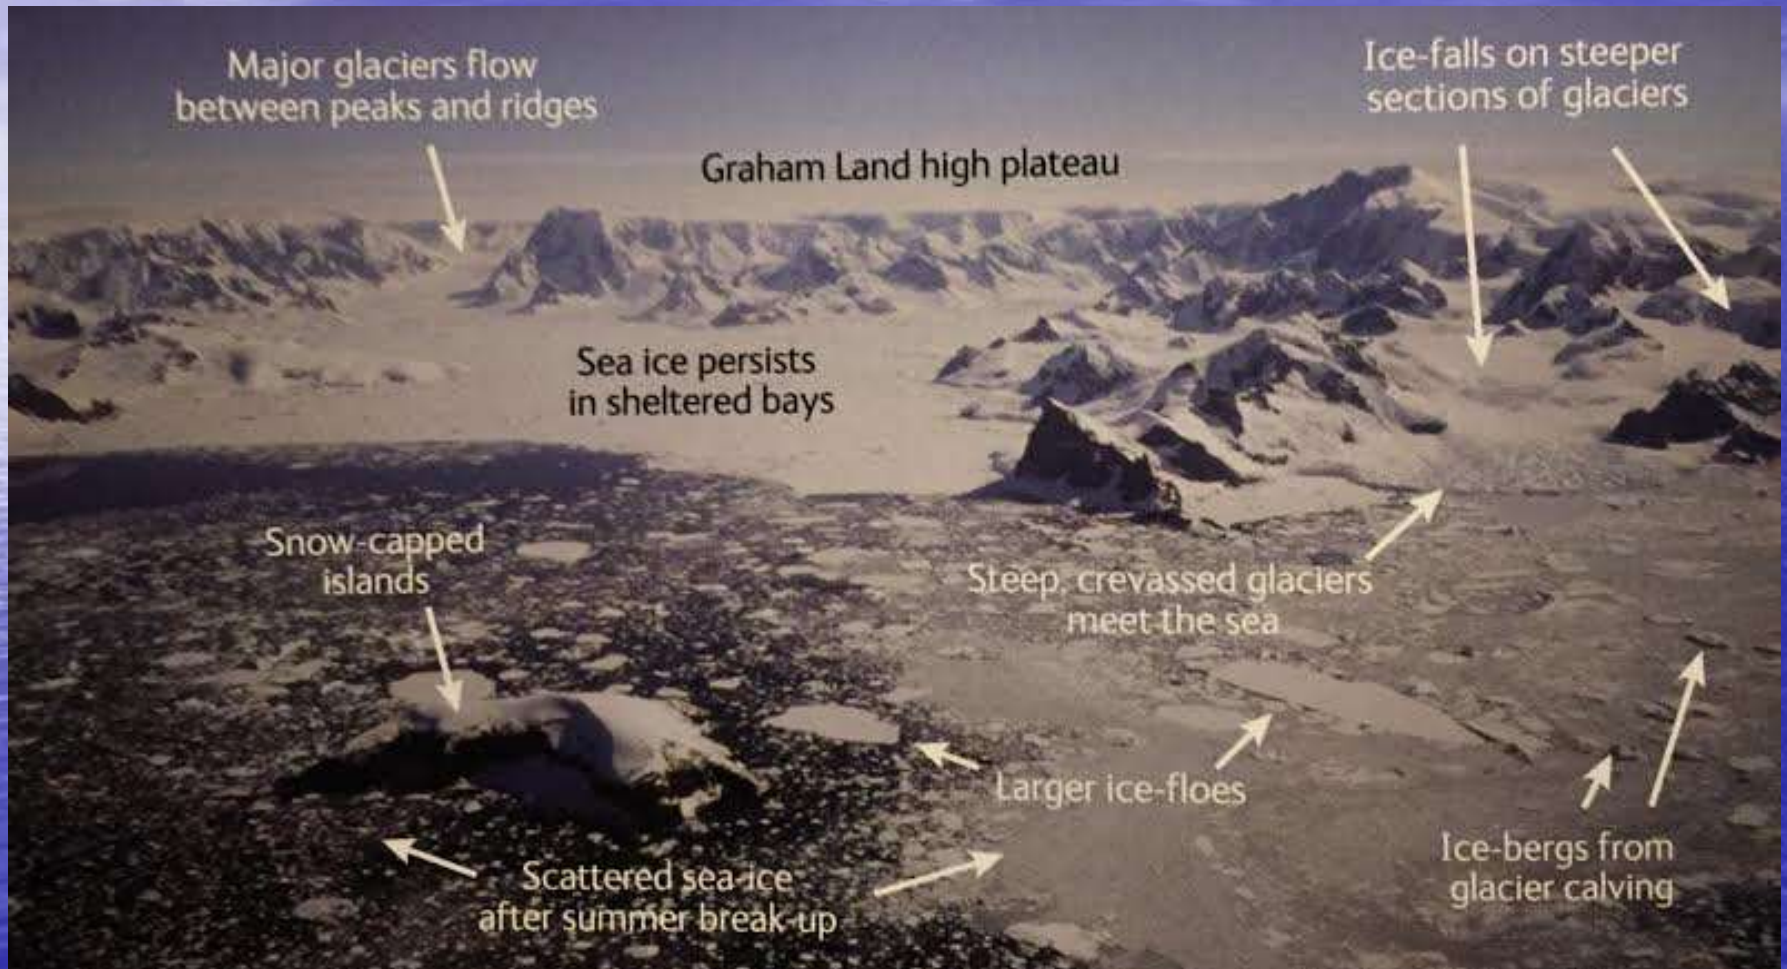 Major glaciers flow
between peaks and ridges
Ice-falls on steeper
sections of glaciers
Graham Land high plateau
Sea ice persists
in sheltered bays
Snow-capped
islands
Steep, crevassed glaciers
meet the sea
Larger ice-floes
Scattered sea-ice
after summer break-up
Ice-bergs from
glacier calving